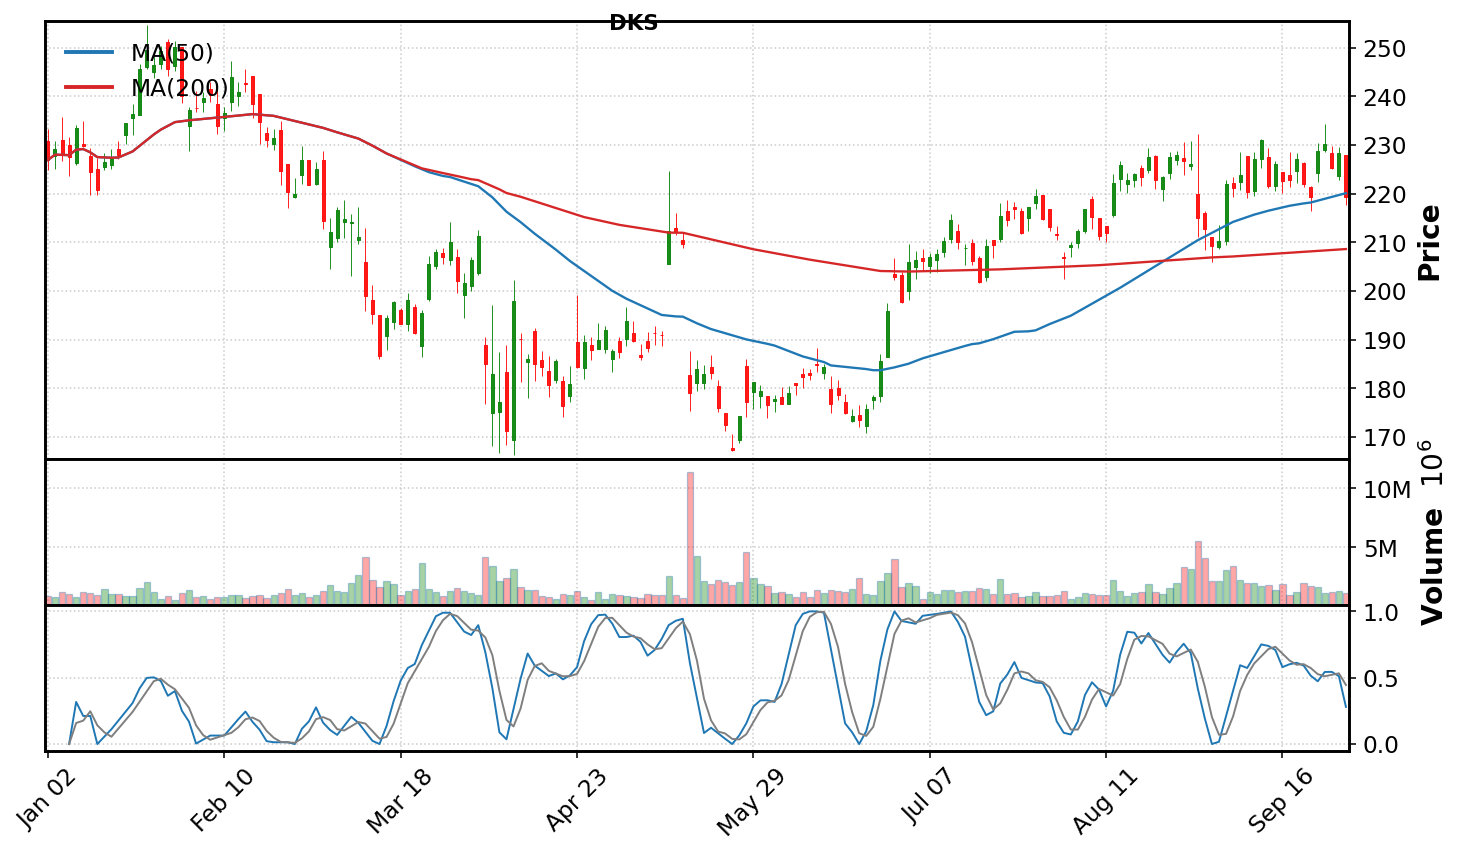 DKS
MA(50)
MA(200)
250
240
230
220
210
200
190
180
170
Price
10M
5M
Volume 10⁶
1.0
0.5
0.0
Jan 02
Feb 10
Mar 18
Apr 23
May 29
Jul 07
Aug 11
Sep 16